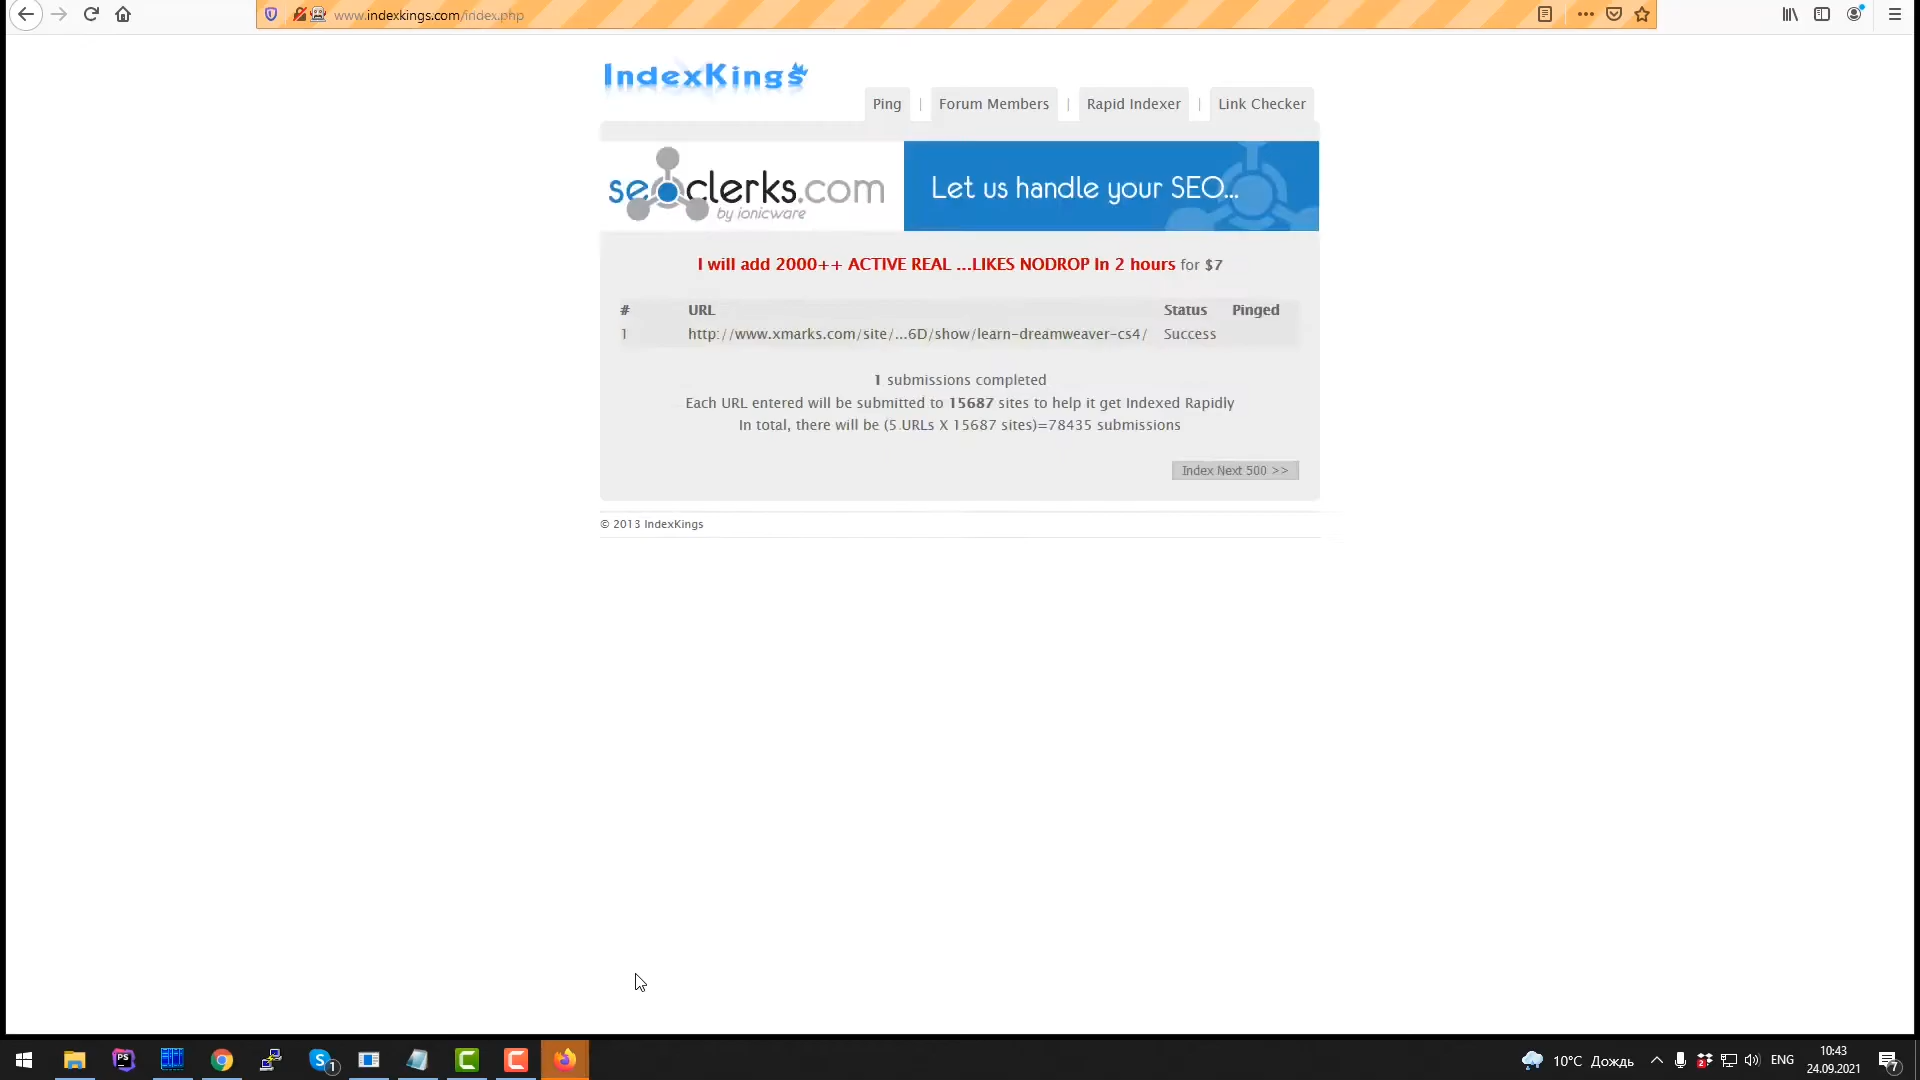 www.indexkings.com/index.php
IndexKings
Ping | Forum Members | Rapid Indexer | Link Checker
seoclerks.com
by ionicware
Let us handle your SEO...
I will add 2000++ ACTIVE REAL ...LIKES NODROP In 2 hours for $7
# URL Status Pinged
1 http://www.xmarks.com/site/...6D/show/learn-dreamweaver-cs4/ Success
1 submissions completed
Each URL entered will be submitted to 15687 sites to help it get Indexed Rapidly
In total, there will be (5 URLs X 15687 sites)=78435 submissions
Index Next 500 >>
© 2013 IndexKings
PS
1
10°C Дождь
2
ENG
10:43
24.09.2021
7